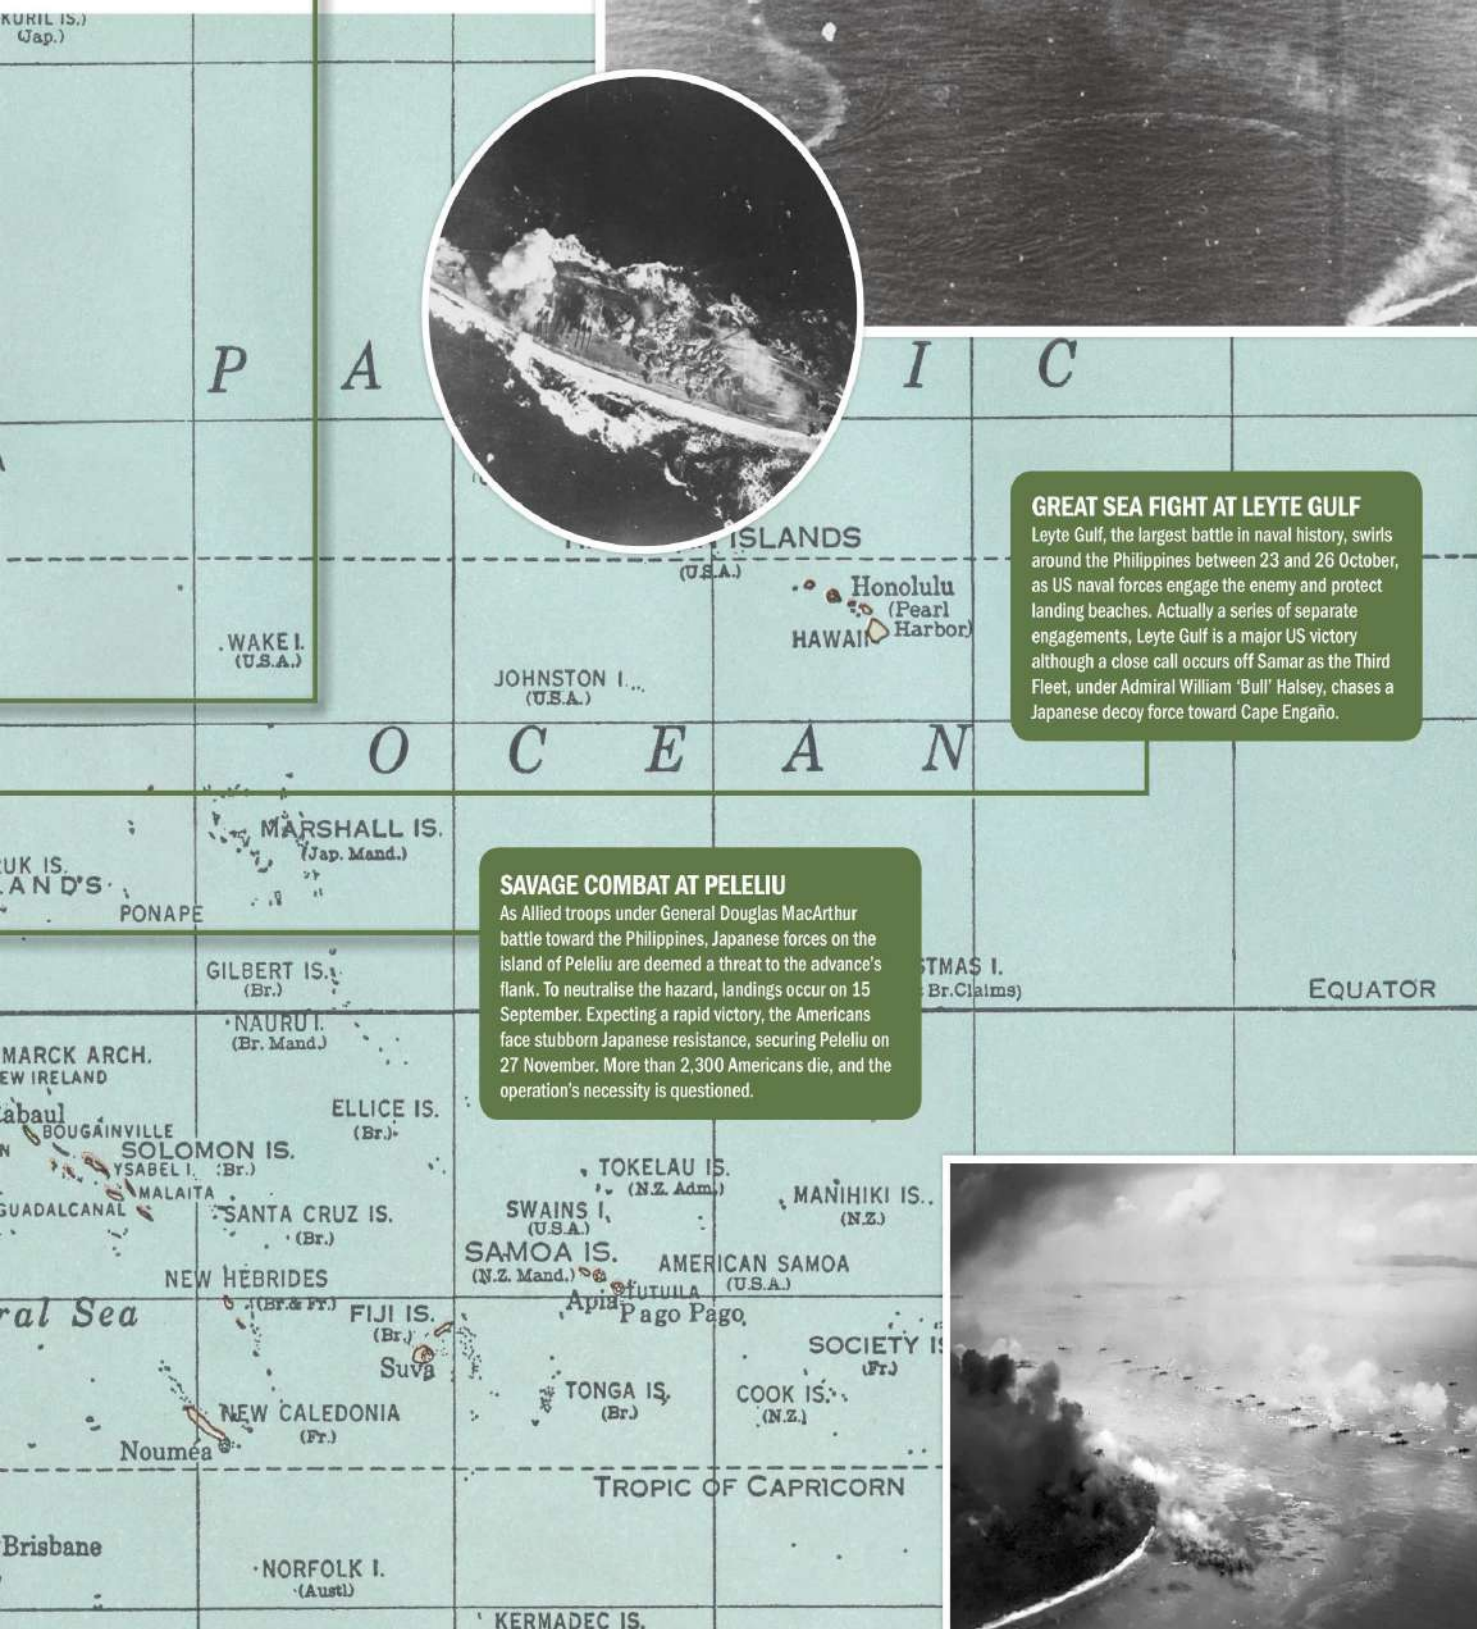 KURIL IS.)
(Jap.)
P A I C
ISLANDS
(U.S.A.)
Honolulu
(Pearl
Harbor)
HAWAII
WAKE I.
(U.S.A.)
JOHNSTON I.
(U.S.A.)
GREAT SEA FIGHT AT LEYTE GULF
Leyte Gulf, the largest battle in naval history, swirls
around the Philippines between 23 and 26 October,
as US naval forces engage the enemy and protect
landing beaches. Actually a series of separate
engagements, Leyte Gulf is a major US victory
although a close call occurs off Samar as the Third
Fleet, under Admiral William ‘Bull’ Halsey, chases a
Japanese decoy force toward Cape Engaño.
O C E A N
MARSHALL IS.
(Jap. Mand.)
UK IS.
LAND'S
PONAPE
SAVAGE COMBAT AT PELELIU
As Allied troops under General Douglas MacArthur
battle toward the Philippines, Japanese forces on the
island of Peleliu are deemed a threat to the advance’s
flank. To neutralise the hazard, landings occur on 15
September. Expecting a rapid victory, the Americans
face stubborn Japanese resistance, securing Peleliu on
27 November. More than 2,300 Americans die, and the
operation’s necessity is questioned.
GILBERT IS.
(Br.)
STMAS I.
Br.Claims)
EQUATOR
NAURU I.
(Br. Mand.)
MARCK ARCH.
EW IRELAND
abaul
BOUGAINVILLE
ELLICE IS.
(Br.)
N
SOLOMON IS.
YSABEL I. (Br.)
MALAITA
GUADALCANAL
SANTA CRUZ IS.
(Br.)
TOKELAU IS.
(N.Z. Adm.)
SWAINS I.
(U.S.A.)
MANIHIKI IS.
(N.Z.)
SAMOA IS.
(N.Z. Mand.)
AMERICAN SAMOA
(U.S.A.)
TUTUILA
Apia
Pago Pago
NEW HEBRIDES
(Br.& Fr.)
ral Sea
FIJI IS.
(Br.)
Suva
SOCIETY IS
(Fr.)
TONGA IS.
(Br.)
COOK IS.
(N.Z.)
NEW CALEDONIA
(Fr.)
Nouméa
TROPIC OF CAPRICORN
Brisbane
NORFOLK I.
(Austl)
KERMADEC IS.